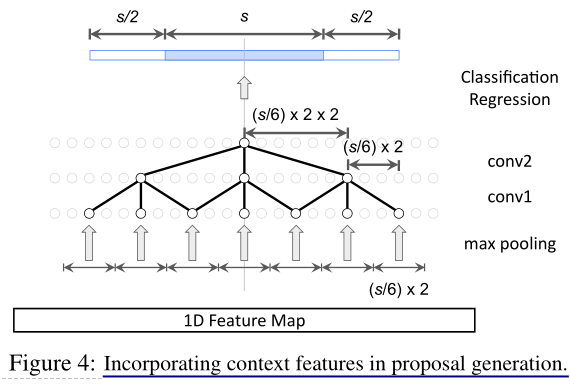 s/2 s s/2
Classification
Regression
(s/6) x 2 x 2
(s/6) x 2
conv2
conv1
max pooling
(s/6) x 2
1D Feature Map
Figure 4: Incorporating context features in proposal generation.